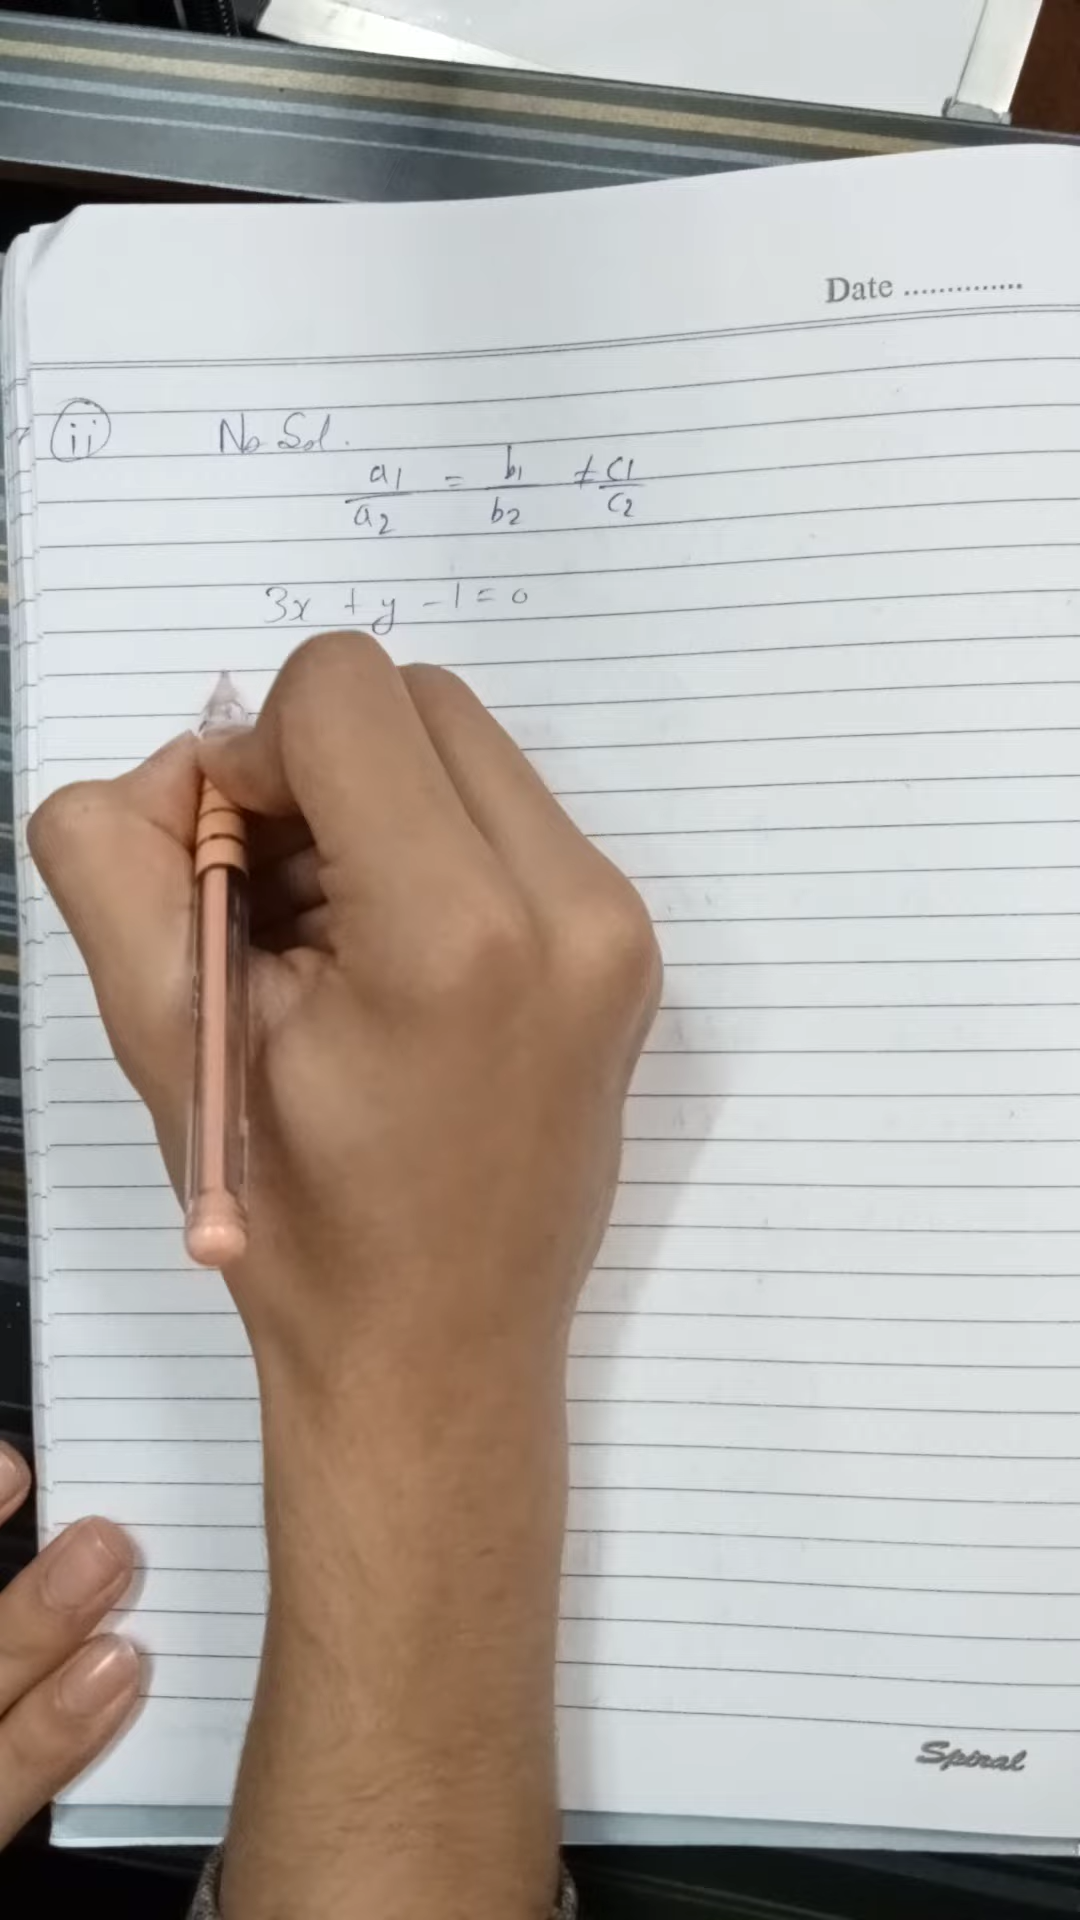 Date ..............
ii No Sol.
a1/a2 = b1/b2 ≠ c1/c2
3x + y - 1 = 0
Spiral